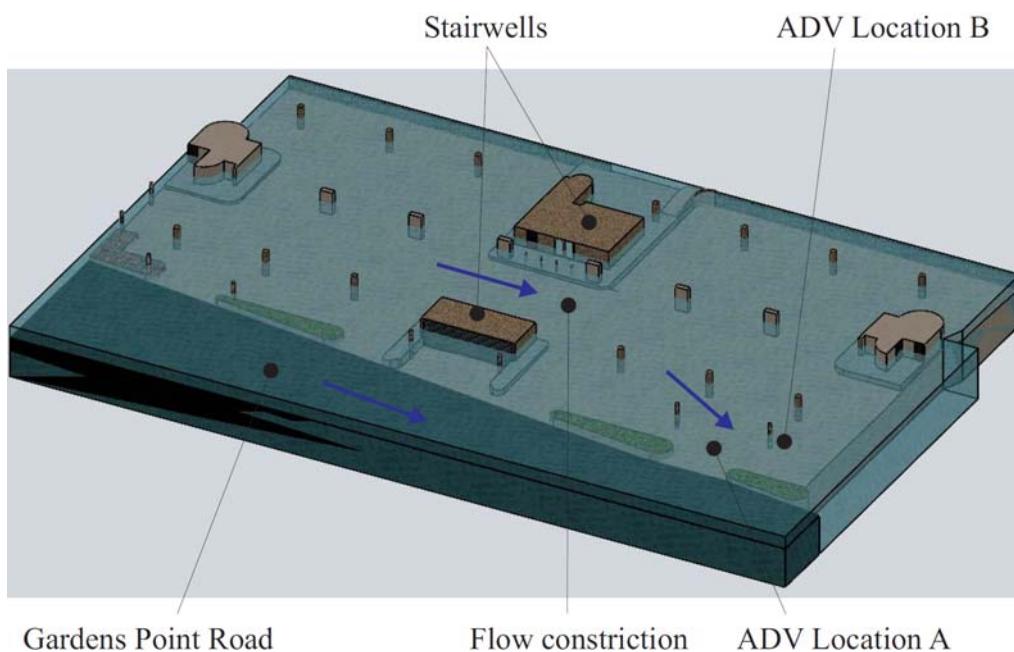 Stairwells
ADV Location B
Gardens Point Road
Flow constriction
ADV Location A